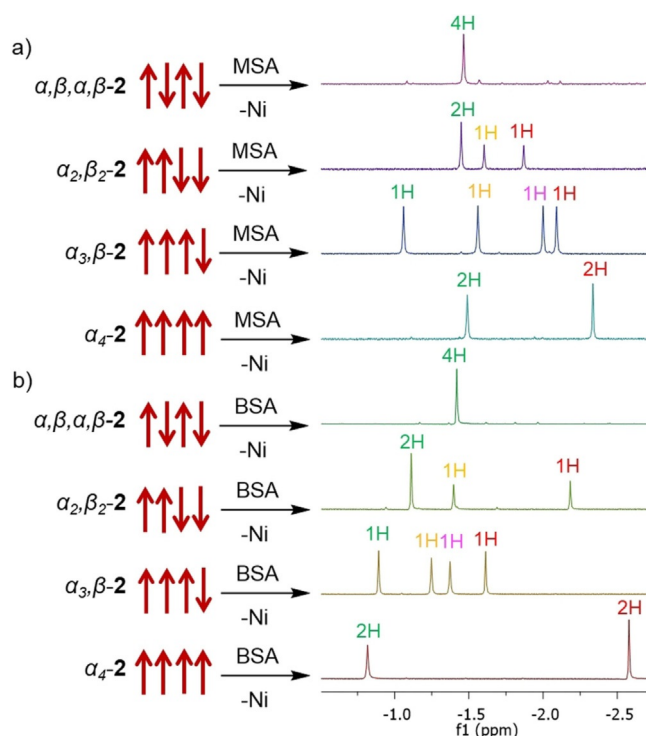 a)
4H
α,β,α,β-2 MSA
-Ni
2H 1H 1H
α₂,β₂-2 MSA
-Ni
1H 1H 1H 1H
α₃,β-2 MSA
-Ni
2H 2H
α₄-2 MSA
-Ni
b)
4H
α,β,α,β-2 BSA
-Ni
2H 1H 1H
α₂,β₂-2 BSA
-Ni
1H 1H 1H 1H
α₃,β-2 BSA
-Ni
2H 2H
α₄-2 BSA
-Ni
-1.0 -1.5 -2.0 -2.5
f1 (ppm)